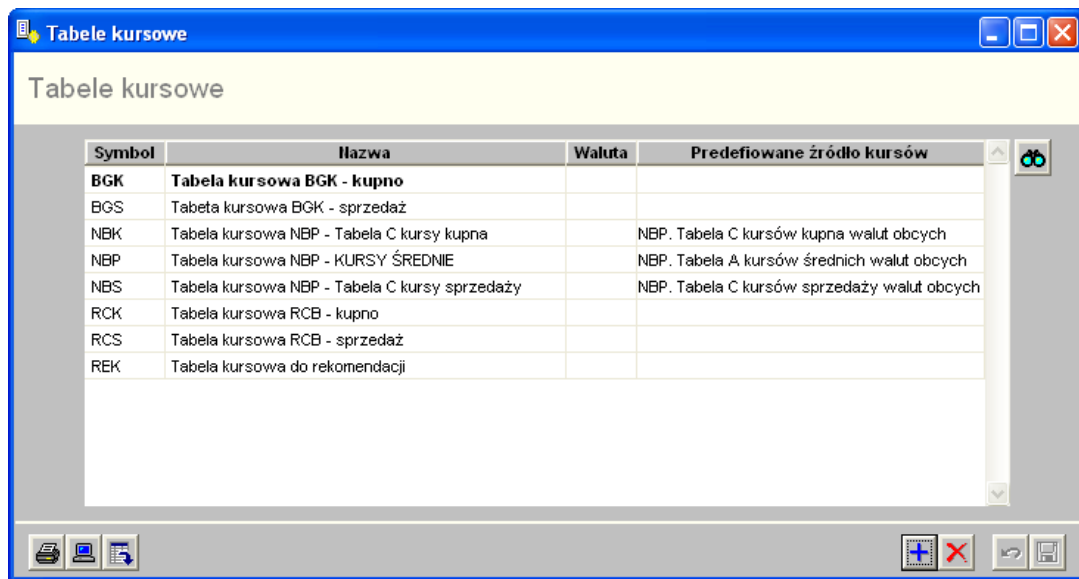 Tabele kursowe
Tabele kursowe
Symbol Nazwa Waluta Predefiowane źródło kursów
BGK Tabela kursowa BGK - kupno
BGS Tabeta kursowa BGK - sprzedaż
NBK Tabela kursowa NBP - Tabela C kursy kupna NBP. Tabela C kursów kupna walut obcych
NBP Tabela kursowa NBP - KURSY ŚREDNIE NBP. Tabela A kursów średnich walut obcych
NBS Tabela kursowa NBP - Tabela C kursy sprzedaży NBP. Tabela C kursów sprzedaży walut obcych
RCK Tabela kursowa RCB - kupno
RCS Tabela kursowa RCB - sprzedaż
REK Tabela kursowa do rekomendacji